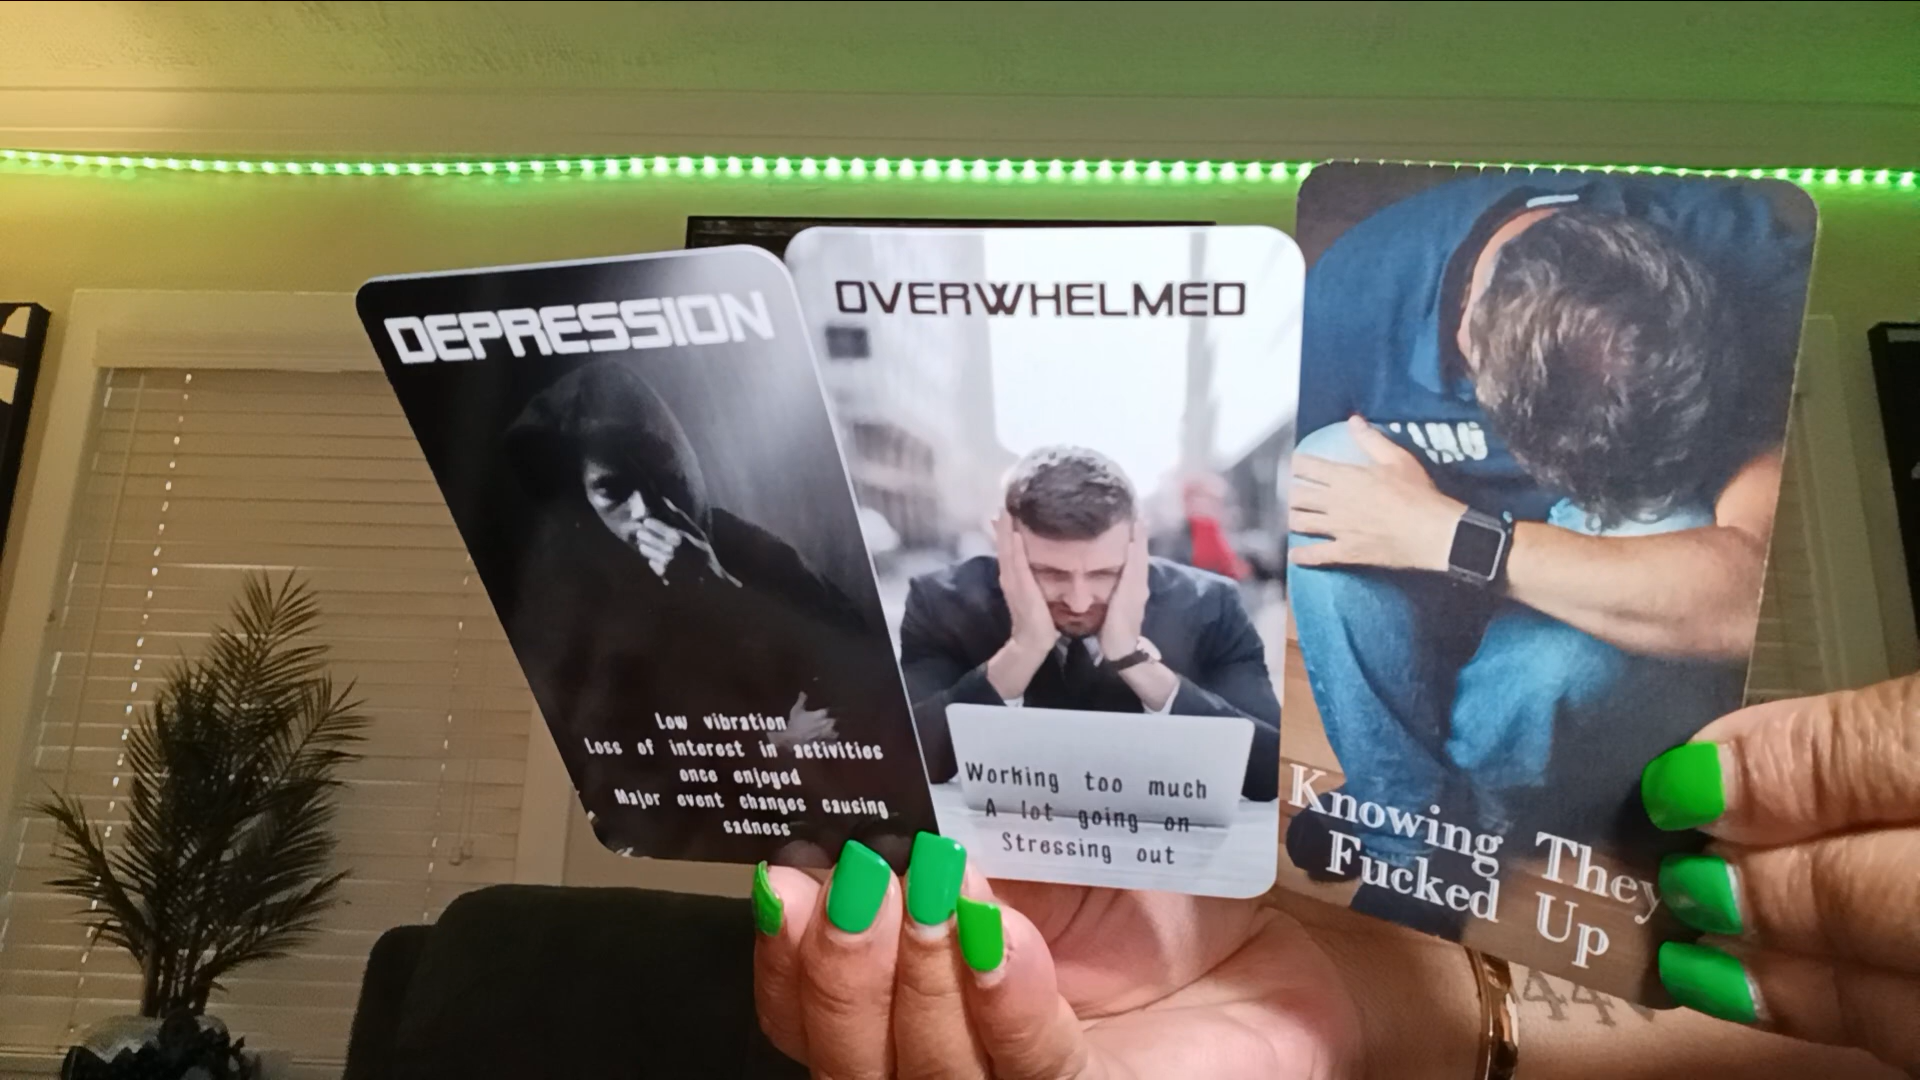 DEPRESSION
Low vibration
Loss of interest in activities
once enjoyed
Major event changes causing
sadness
OVERWHELMED
Working too much
A lot going on
Stressing out
Knowing They
Fucked Up